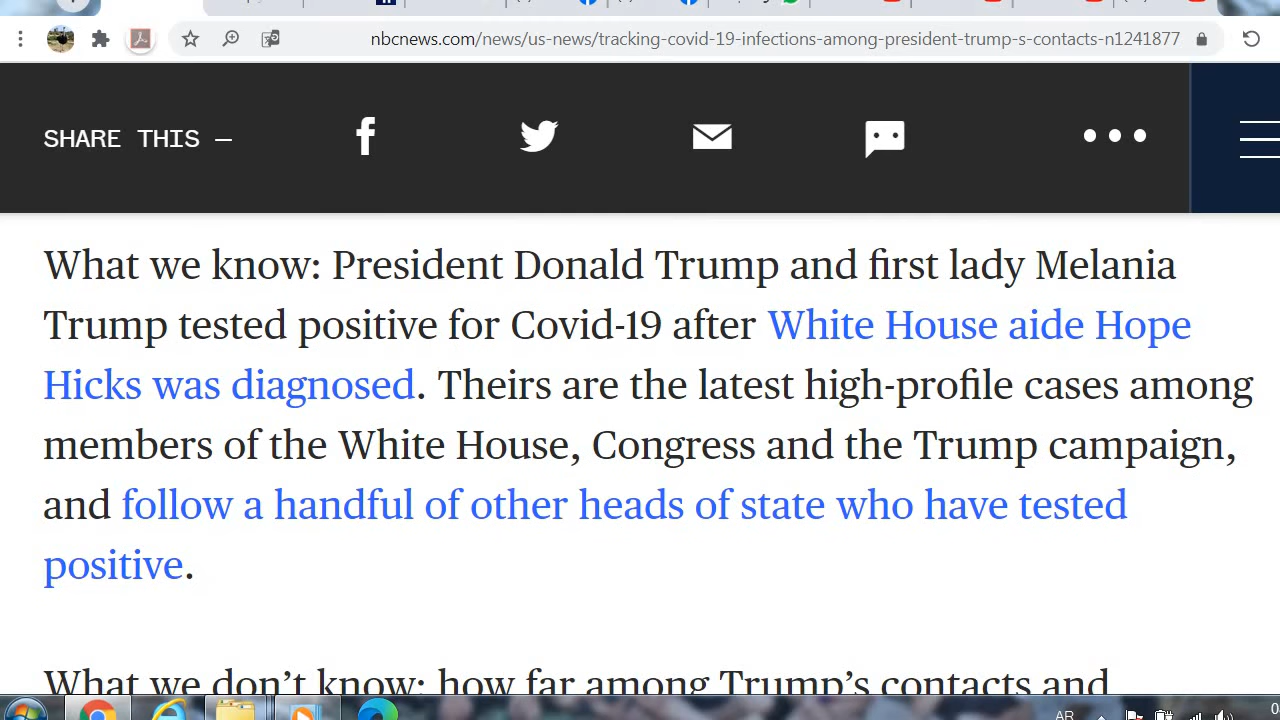 nbcnews.com/news/us-news/tracking-covid-19-infections-among-president-trump-s-contacts-n1241877
SHARE THIS —
What we know: President Donald Trump and first lady Melania
Trump tested positive for Covid-19 after White House aide Hope
Hicks was diagnosed. Theirs are the latest high-profile cases among
members of the White House, Congress and the Trump campaign,
and follow a handful of other heads of state who have tested
positive.
What we don’t know: how far among Trump’s contacts and
AR